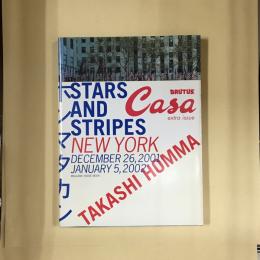 BRUTUS
Casa
extra issue
STARS
AND
STRIPES
NEW YORK
DECEMBER 26, 2001
JANUARY 5, 2002
TAKASHI HOMMA
ホンマタカシ